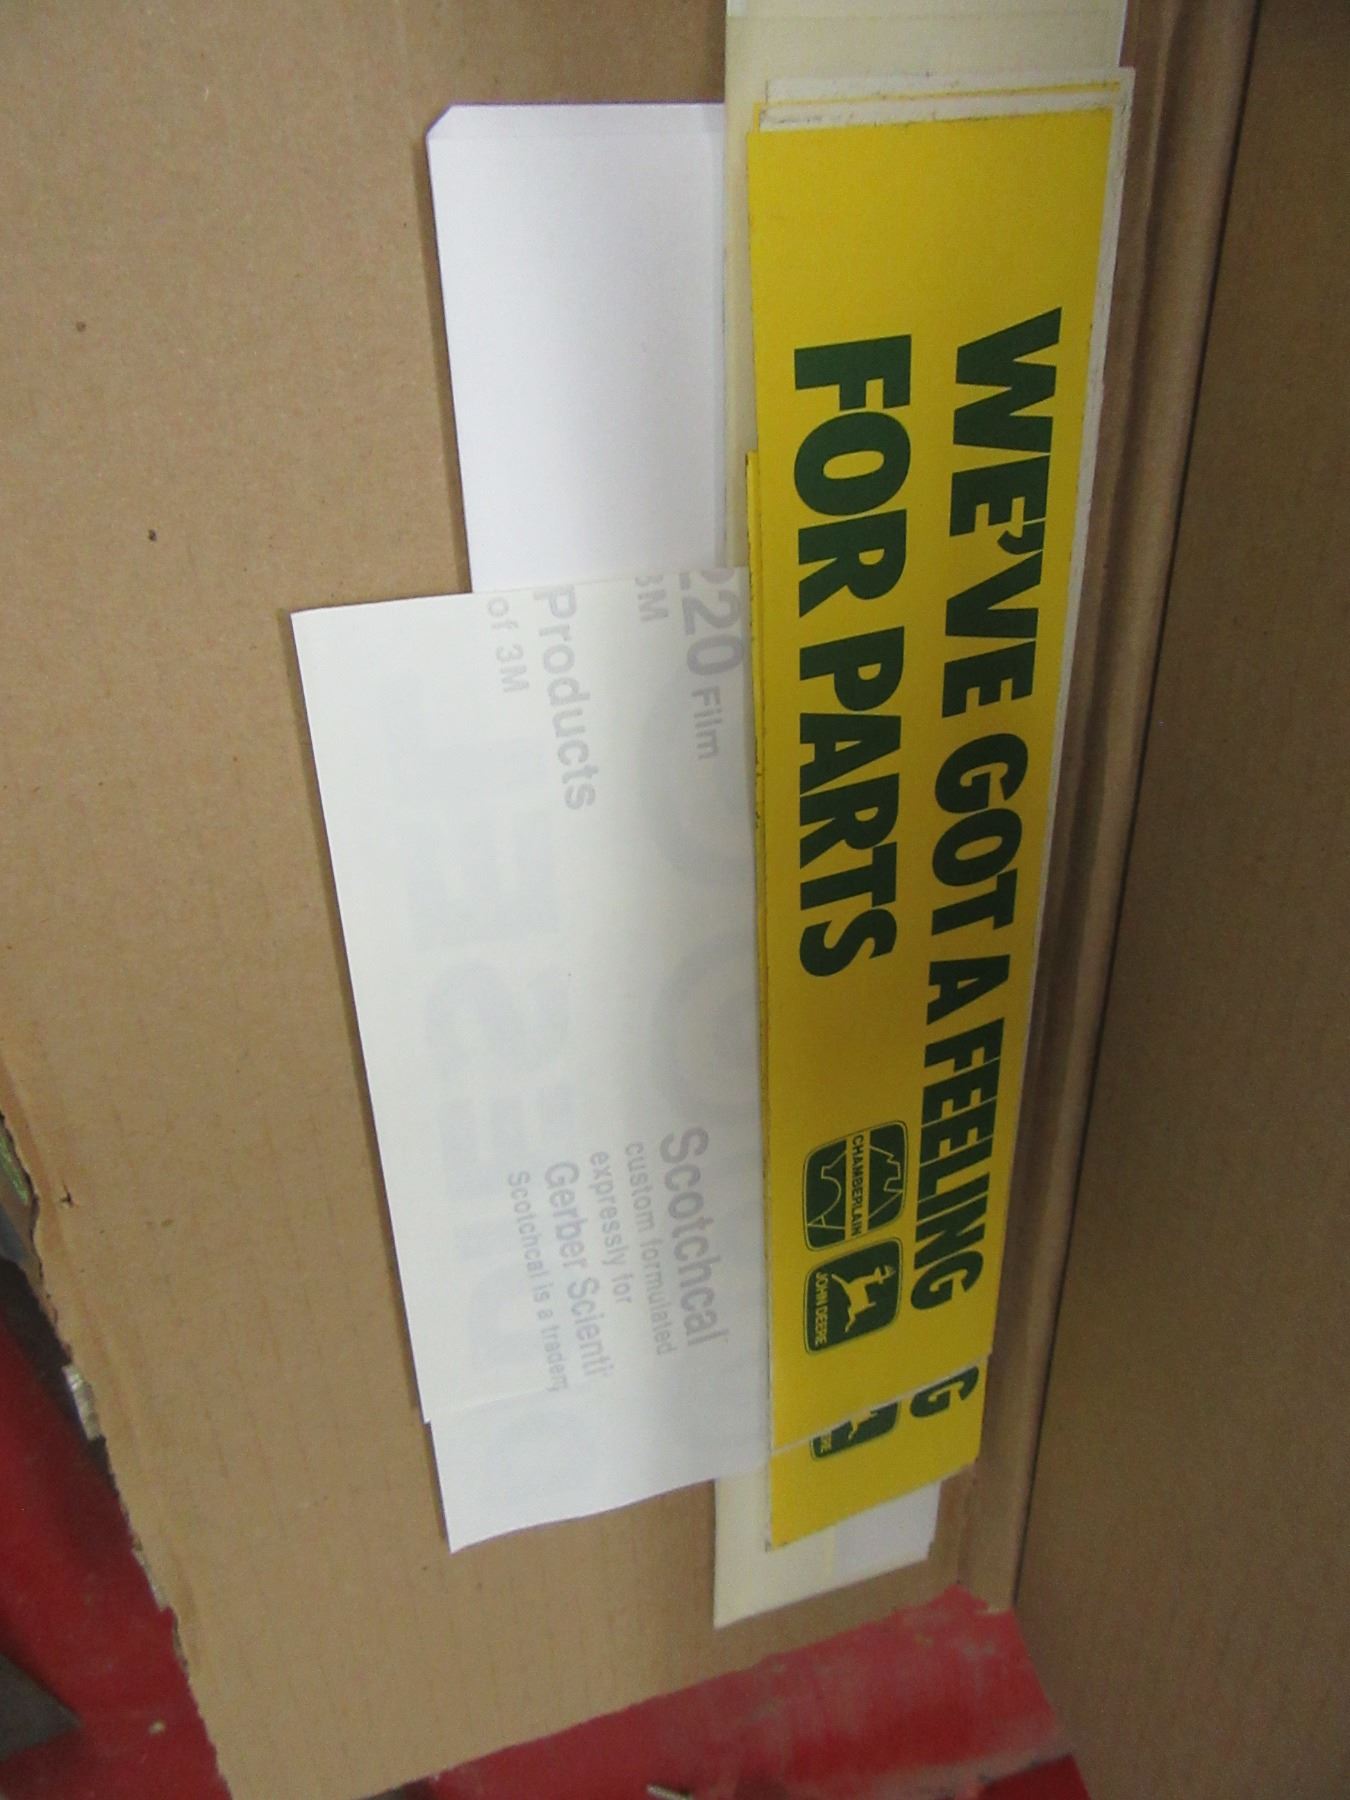 WE'VE GOT A FEELING
FOR PARTS
CHAMBERLAIN
JOHN DEERE
G
220 Film
3M
Products
of 3M
Scotchcal
custom formulated
expressly for
Gerber Scienti
Scotchcal is a tradem